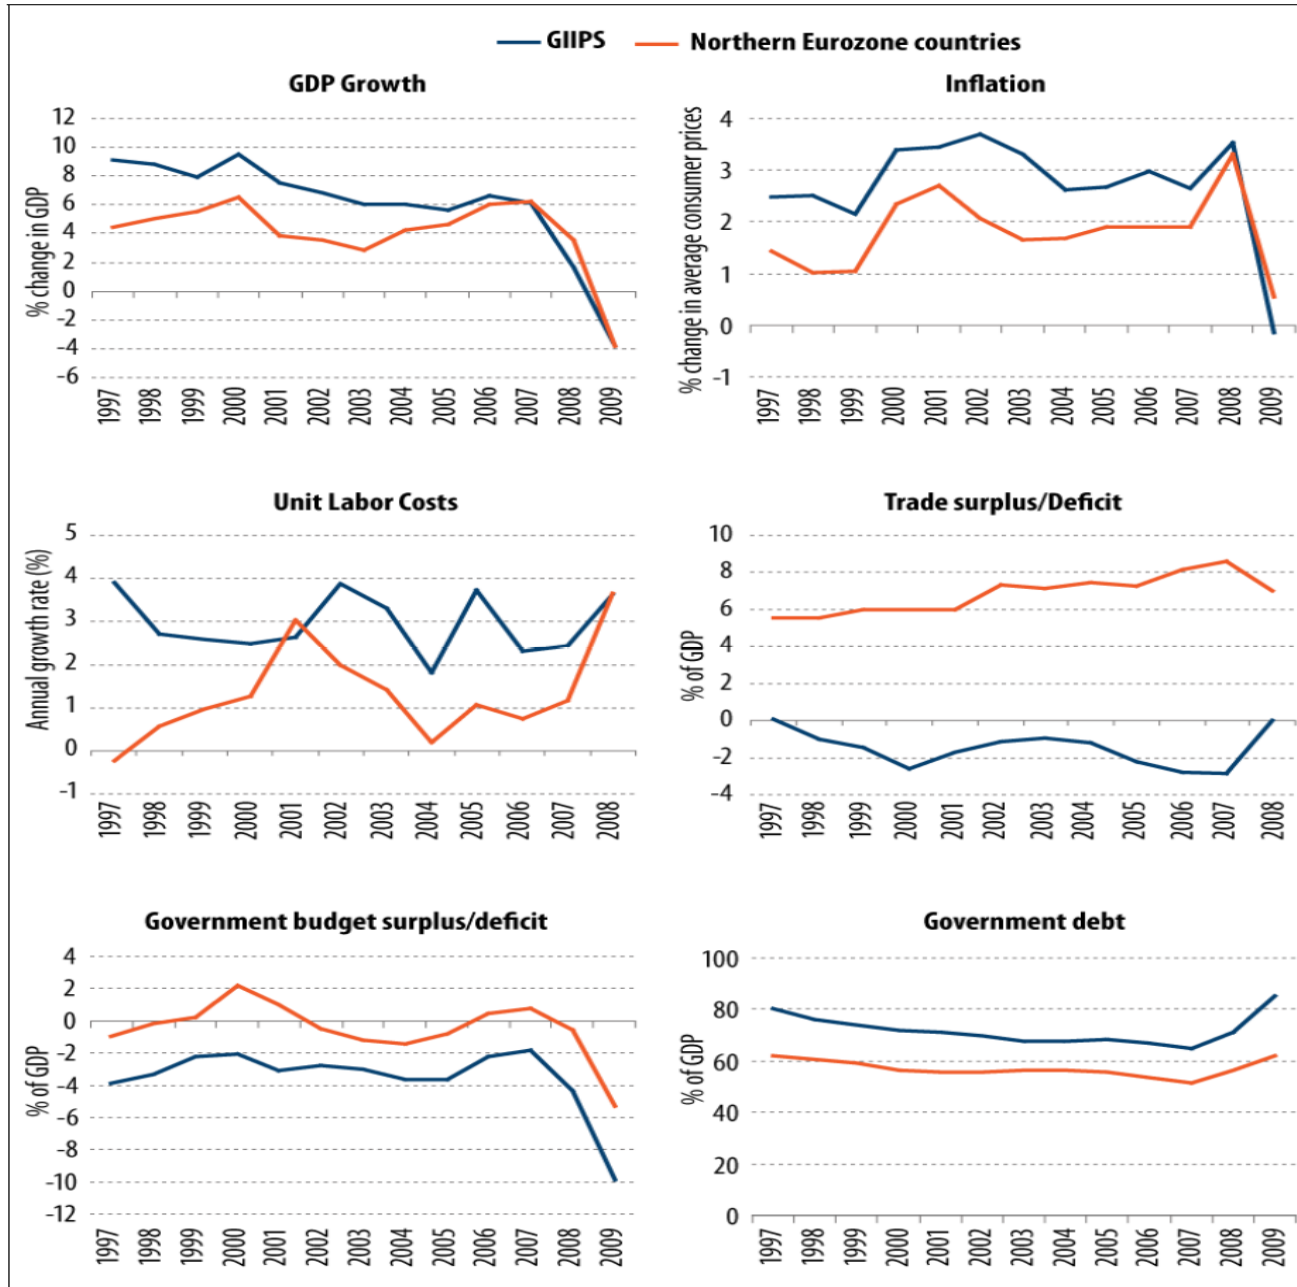 GIIPS Northern Eurozone countries
GDP Growth
% change in GDP
12
10
8
6
4
2
0
-2
-4
-6
1997 1998 1999 2000 2001 2002 2003 2004 2005 2006 2007 2008 2009
Inflation
% change in average consumer prices
4
3
2
1
0
-1
1997 1998 1999 2000 2001 2002 2003 2004 2005 2006 2007 2008 2009
Unit Labor Costs
Annual growth rate (%)
5
4
3
2
1
0
-1
1997 1998 1999 2000 2001 2002 2003 2004 2005 2006 2007 2008
Trade surplus/Deficit
% of GDP
10
8
6
4
2
0
-2
-4
1997 1998 1999 2000 2001 2002 2003 2004 2005 2006 2007 2008
Government budget surplus/deficit
% of GDP
4
2
0
-2
-4
-6
-8
-10
-12
1997 1998 1999 2000 2001 2002 2003 2004 2005 2006 2007 2008 2009
Government debt
% of GDP
100
80
60
40
20
0
1997 1998 1999 2000 2001 2002 2003 2004 2005 2006 2007 2008 2009